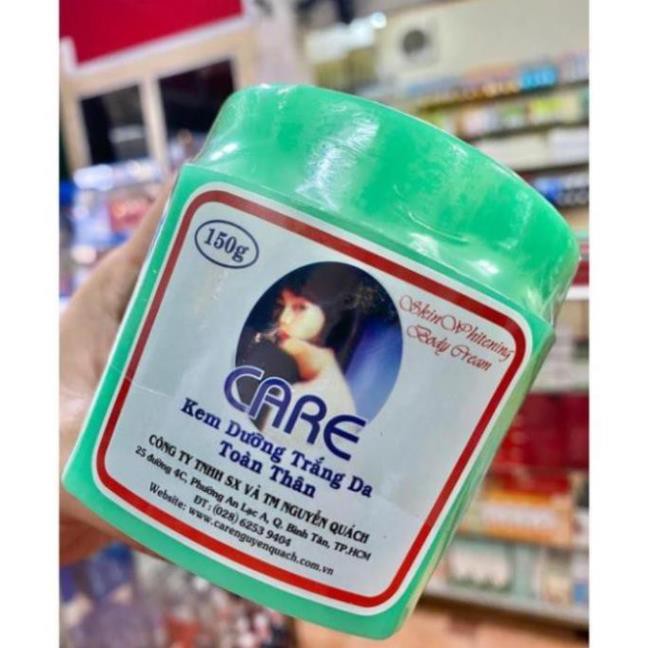 150g
Skin Whitening
Body Cream
CARE
Kem Dưỡng Trắng Da
Toàn Thân
CÔNG TY TNHH SX VÀ TM NGUYỄN QUÁCH
25 đường 4C, Phường An Lạc A, Q. Bình Tân, TP.HCM
ĐT : (028) 6253 9404
Website: www.carenguyenquach.com.vn